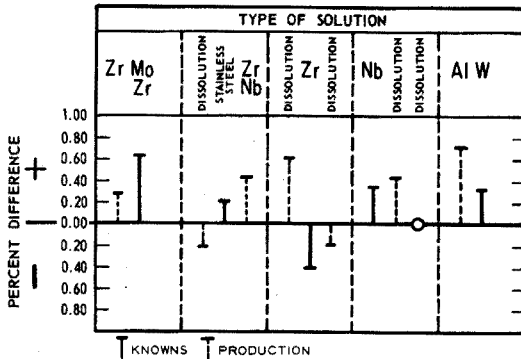 TYPE OF SOLUTION
Zr Mo
Zr
DISSOLUTION
STAINLESS
STEEL
Zr
Nb
DISSOLUTION
Zr
DISSOLUTION
Nb
DISSOLUTION
DISSOLUTION
Al W
PERCENT DIFFERENCE
+
−
1.00
0.80
0.60
0.40
0.20
0.00
0.20
0.40
0.60
0.80
KNOWNS
PRODUCTION